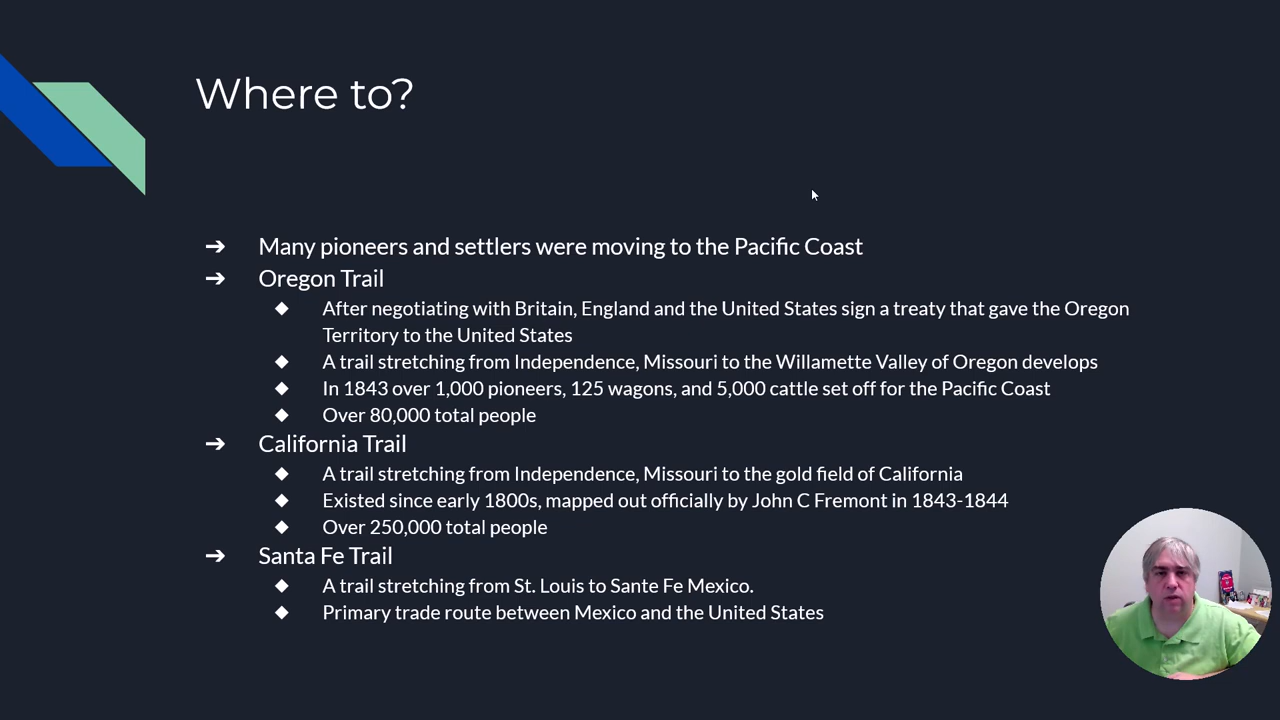 Where to?
➔ Many pioneers and settlers were moving to the Pacific Coast
➔ Oregon Trail
◆ After negotiating with Britain, England and the United States sign a treaty that gave the Oregon
Territory to the United States
◆ A trail stretching from Independence, Missouri to the Willamette Valley of Oregon develops
◆ In 1843 over 1,000 pioneers, 125 wagons, and 5,000 cattle set off for the Pacific Coast
◆ Over 80,000 total people
➔ California Trail
◆ A trail stretching from Independence, Missouri to the gold field of California
◆ Existed since early 1800s, mapped out officially by John C Fremont in 1843-1844
◆ Over 250,000 total people
➔ Santa Fe Trail
◆ A trail stretching from St. Louis to Sante Fe Mexico.
◆ Primary trade route between Mexico and the United States